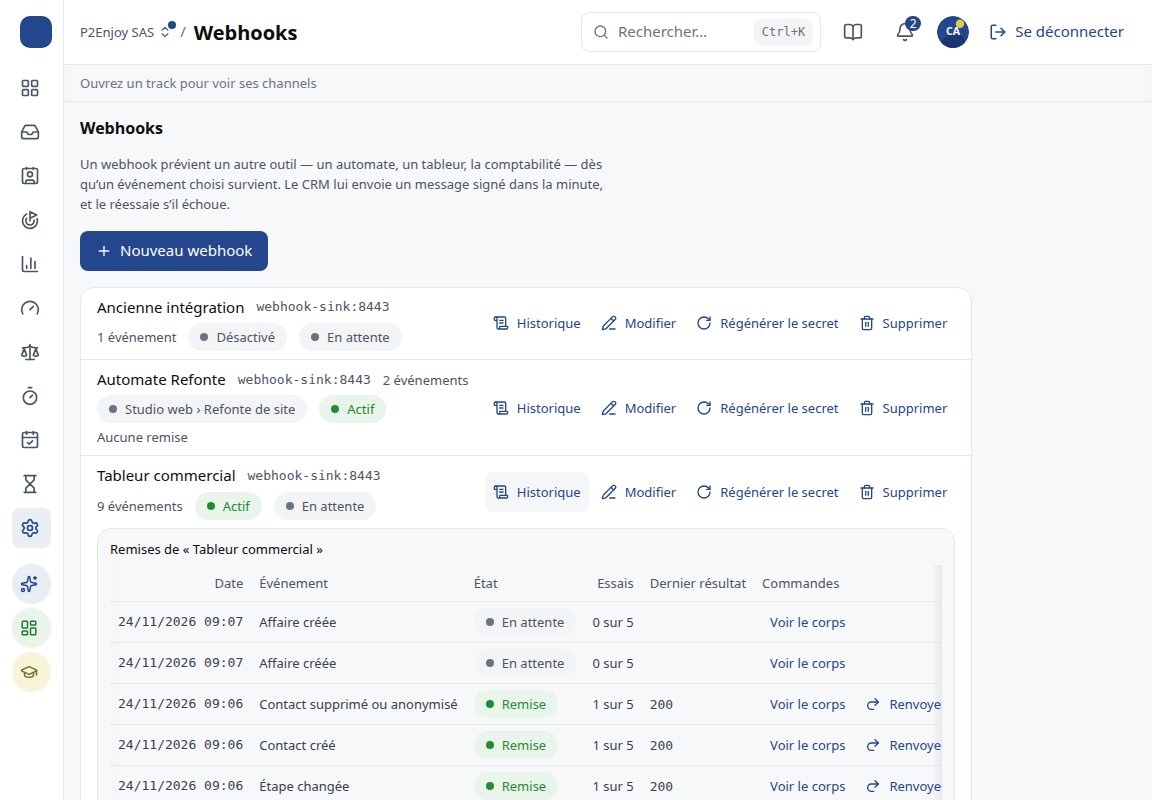 P2Enjoy SAS / Webhooks
Rechercher... Ctrl+K
2
CA
Se déconnecter
Ouvrez un track pour voir ses channels
Webhooks
Un webhook prévient un autre outil — un automate, un tableur, la comptabilité — dès
qu’un événement choisi survient. Le CRM lui envoie un message signé dans la minute,
et le réessaie s’il échoue.
Nouveau webhook
Ancienne intégration webhook-sink:8443
1 événement Désactivé En attente
Historique Modifier Régénérer le secret Supprimer
Automate Refonte webhook-sink:8443 2 événements
Studio web › Refonte de site Actif
Aucune remise
Historique Modifier Régénérer le secret Supprimer
Tableur commercial webhook-sink:8443
9 événements Actif En attente
Historique Modifier Régénérer le secret Supprimer
Remises de « Tableur commercial »
Date Événement État Essais Dernier résultat Commandes
24/11/2026 09:07 Affaire créée En attente 0 sur 5 Voir le corps
24/11/2026 09:07 Affaire créée En attente 0 sur 5 Voir le corps
24/11/2026 09:06 Contact supprimé ou anonymisé Remise 1 sur 5 200 Voir le corps Renvoye
24/11/2026 09:06 Contact créé Remise 1 sur 5 200 Voir le corps Renvoye
24/11/2026 09:06 Étape changée Remise 1 sur 5 200 Voir le corps Renvoye